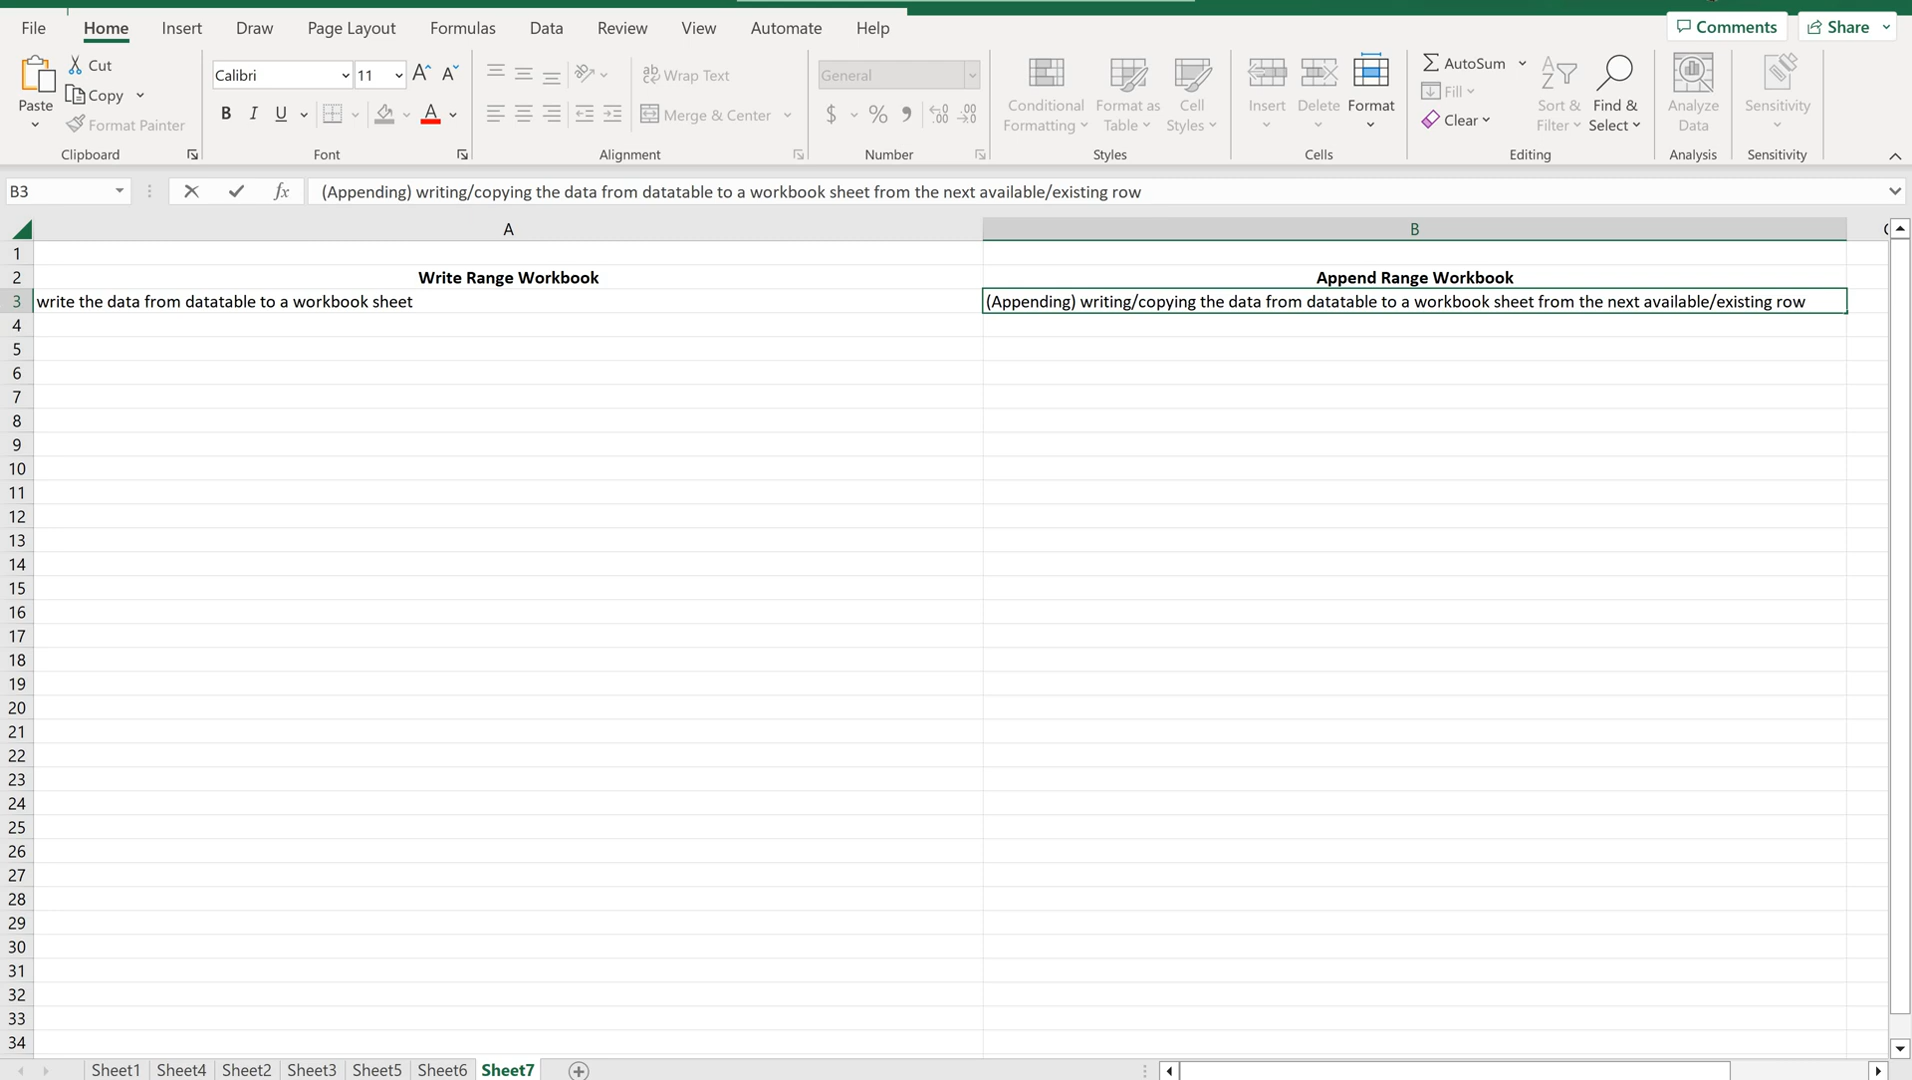 File Home Insert Draw Page Layout Formulas Data Review View Automate Help Comments Share
Paste Cut Copy Format Painter Clipboard
Calibri 11 B I U A Font
ab Wrap Text Merge & Center Alignment
General $ % Number
Conditional Formatting Format as Table Cell Styles Styles
Insert Delete Format Cells
AutoSum Fill Clear Sort & Filter Find & Select Editing
Analyze Data Analysis
Sensitivity Sensitivity
B3 fx (Appending) writing/copying the data from datatable to a workbook sheet from the next available/existing row
A B
1
2 Write Range Workbook Append Range Workbook
3 write the data from datatable to a workbook sheet (Appending) writing/copying the data from datatable to a workbook sheet from the next available/existing row
4
5
6
7
8
9
10
11
12
13
14
15
16
17
18
19
20
21
22
23
24
25
26
27
28
29
30
31
32
33
34
Sheet1 Sheet4 Sheet2 Sheet3 Sheet5 Sheet6 Sheet7